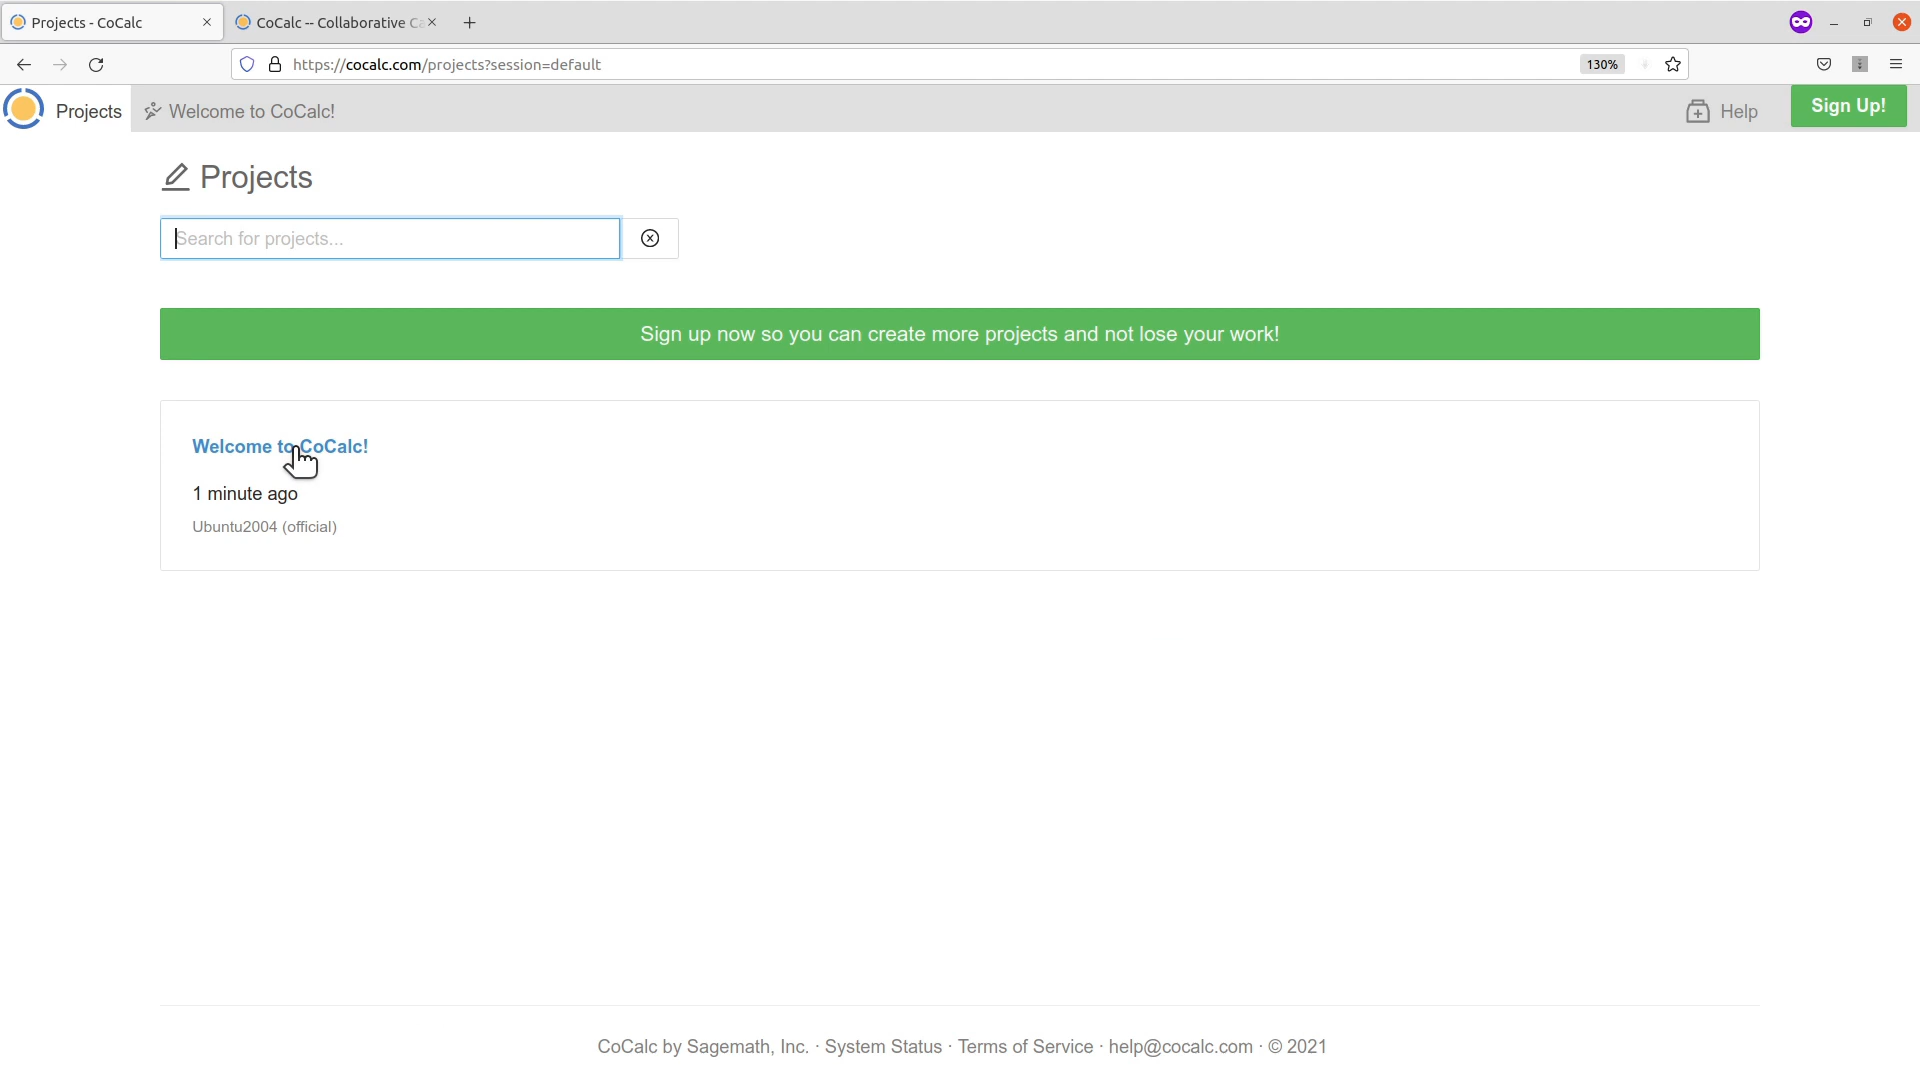 Projects - CoCalc
CoCalc -- Collaborative
https://cocalc.com/projects?session=default
130%
Projects
Welcome to CoCalc!
Help
Sign Up!
Projects
Search for projects...
Sign up now so you can create more projects and not lose your work!
Welcome to CoCalc!
1 minute ago
Ubuntu2004 (official)
CoCalc by Sagemath, Inc. · System Status · Terms of Service · help@cocalc.com · © 2021